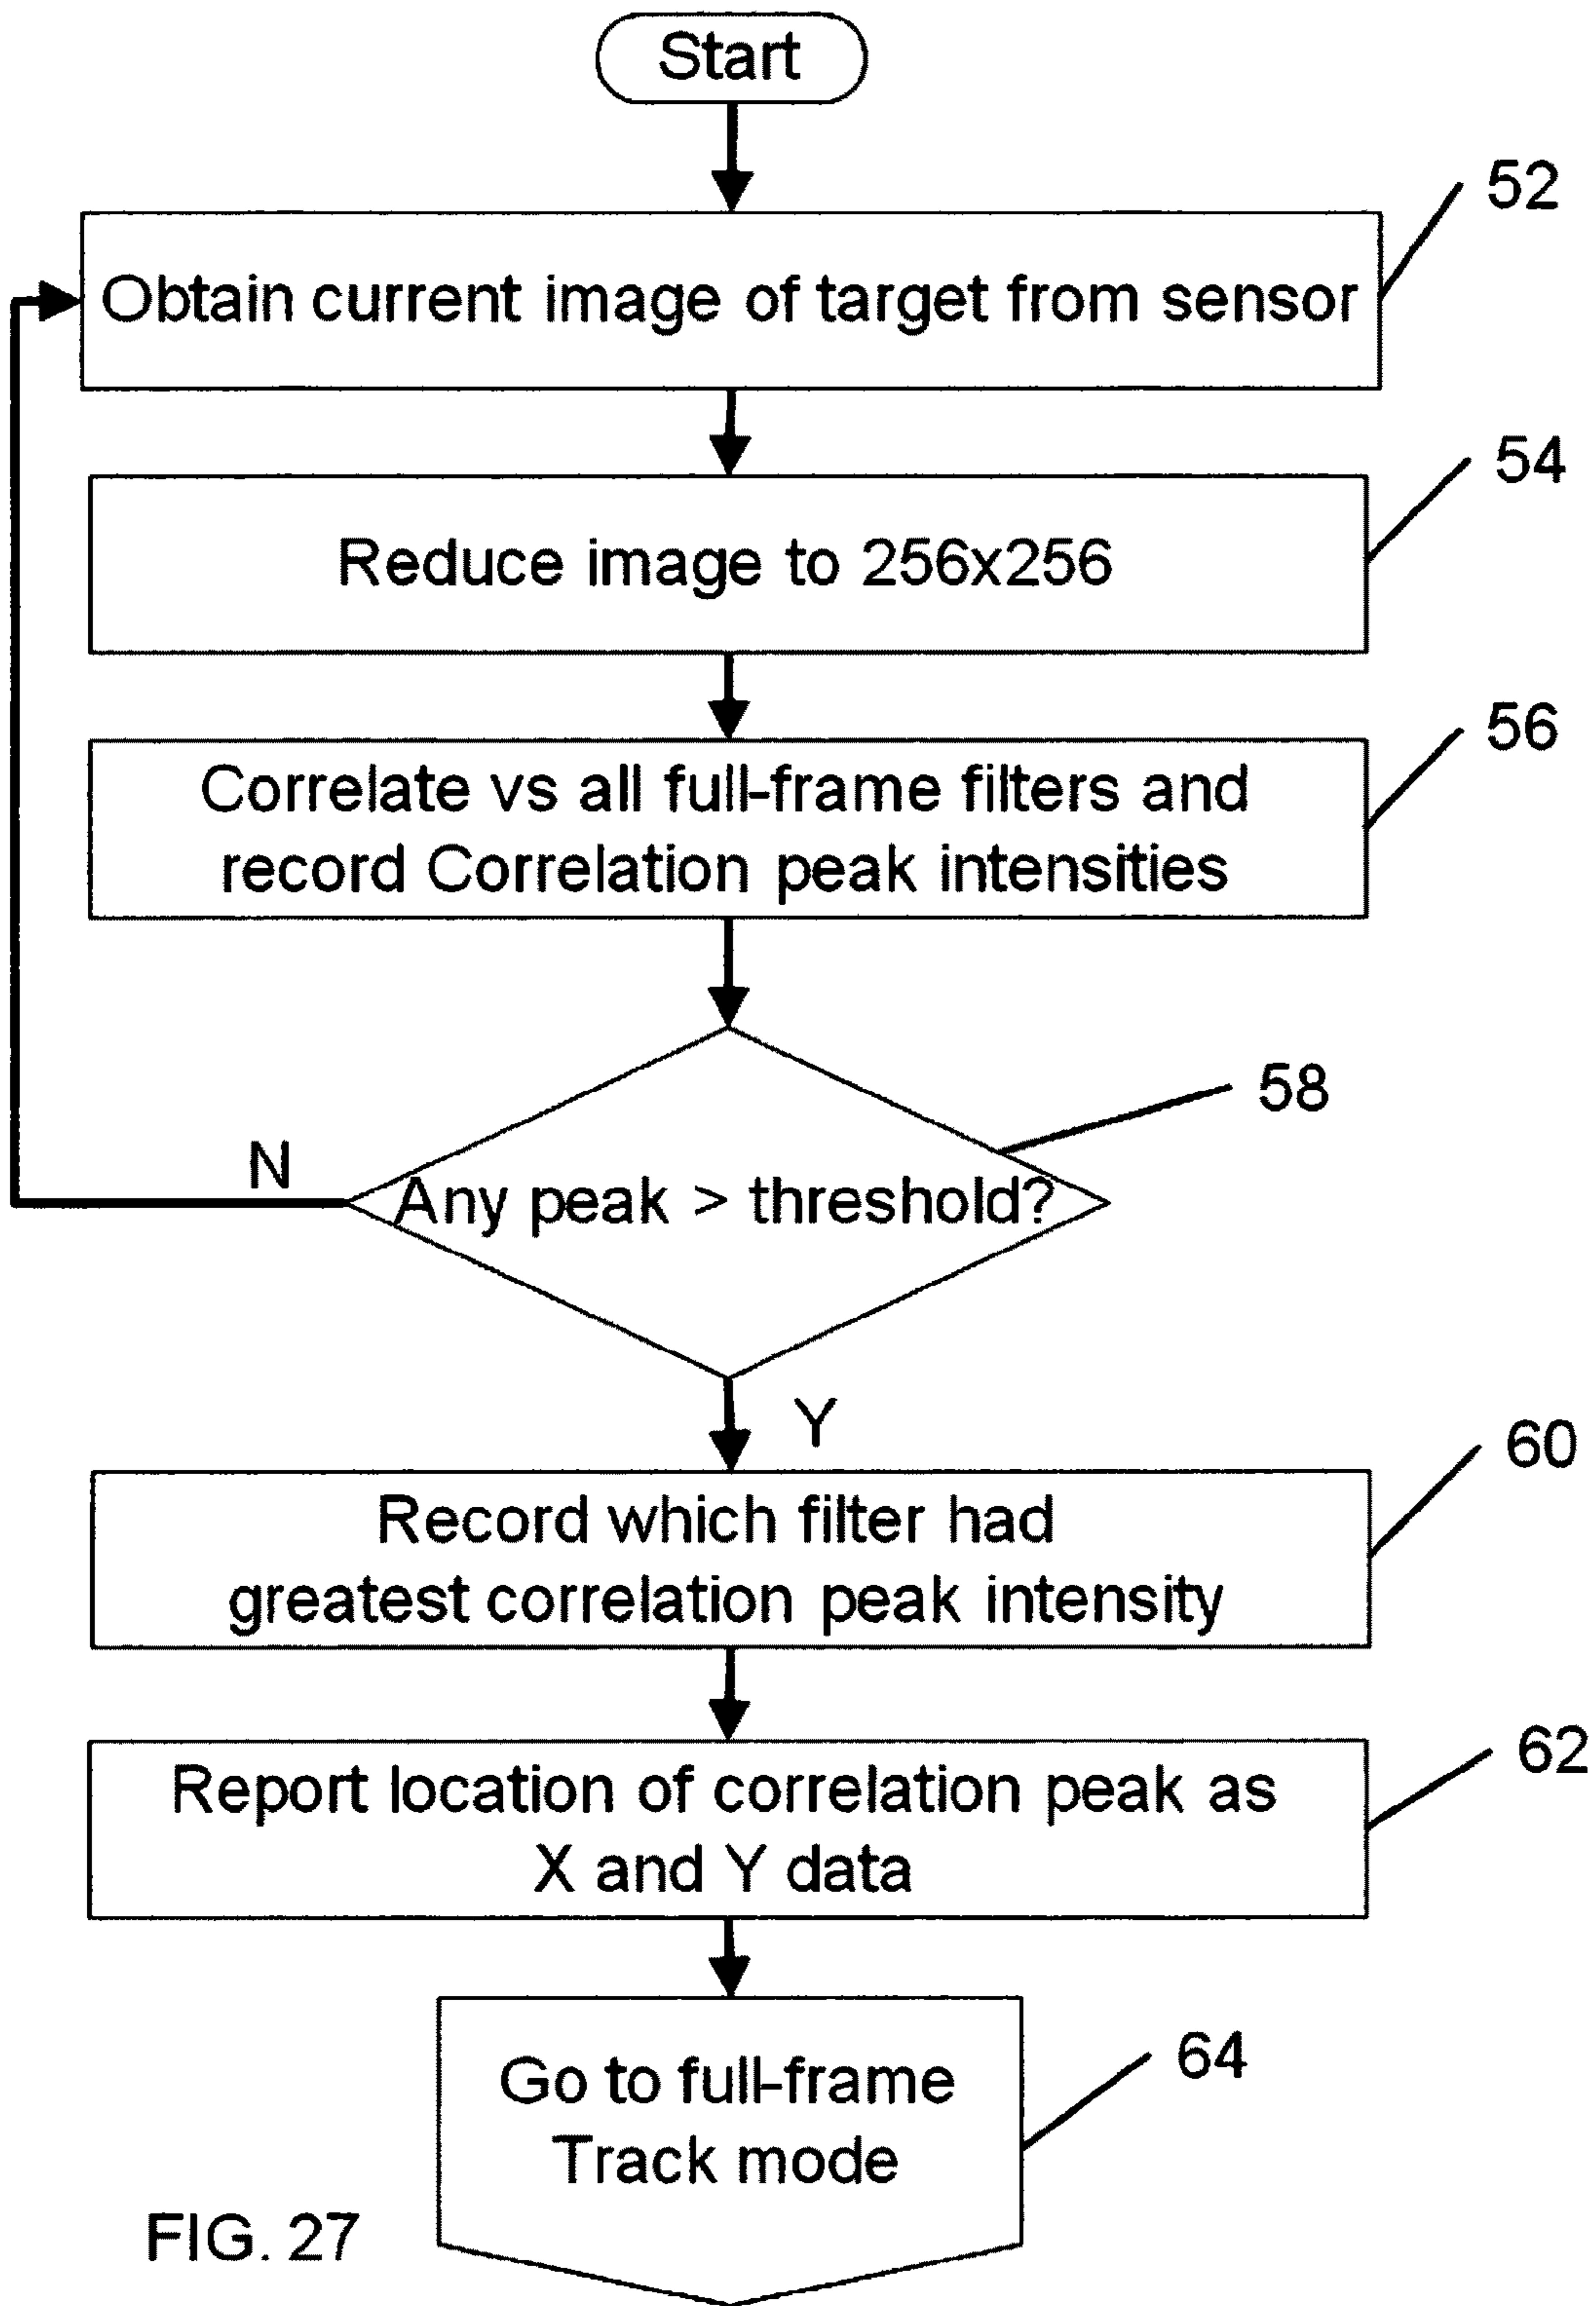 Start
52
Obtain current image of target from sensor
54
Reduce image to 256x256
56
Correlate vs all full-frame filters and
record Correlation peak intensities
58
N
Any peak > threshold?
Y
60
Record which filter had
greatest correlation peak intensity
62
Report location of correlation peak as
X and Y data
64
Go to full-frame
Track mode
FIG. 27